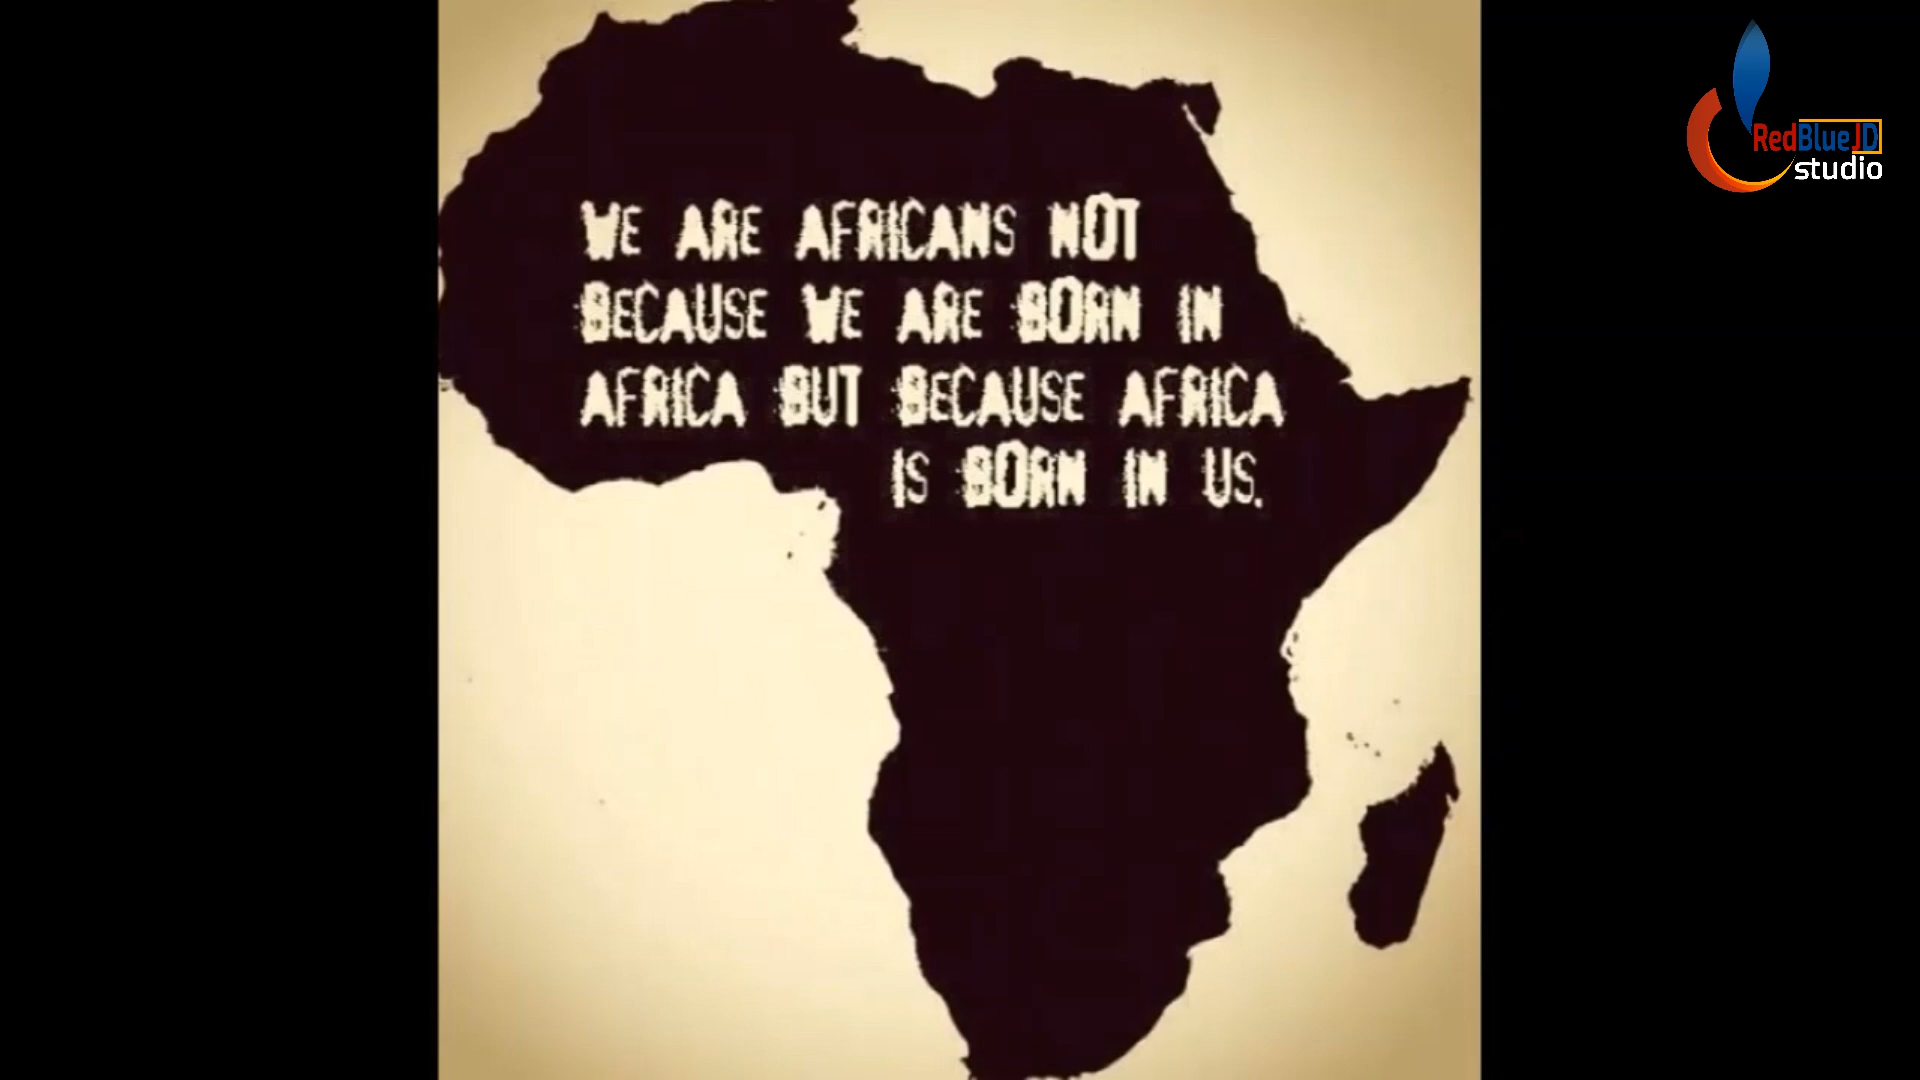 WE ARE AFRICANS NOT
BECAUSE WE ARE BORN IN
AFRICA BUT BECAUSE AFRICA
IS BORN IN US.
RedBlueJD
studio